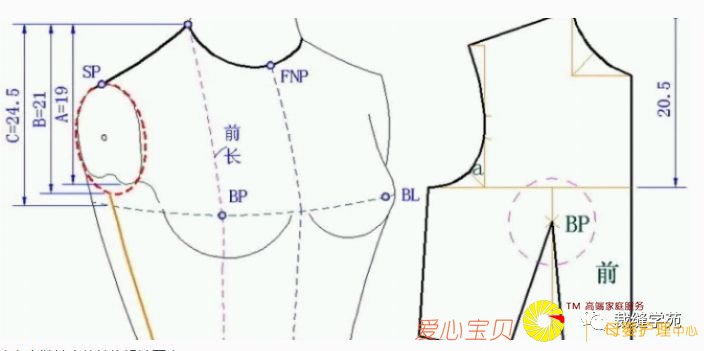 C=24.5
B=21
A=19
SP
FNP
前长
BP
BL
a
20.5
BP
前
爱心宝贝
TM 高端家庭服务
裁缝学苑
母婴护理中心